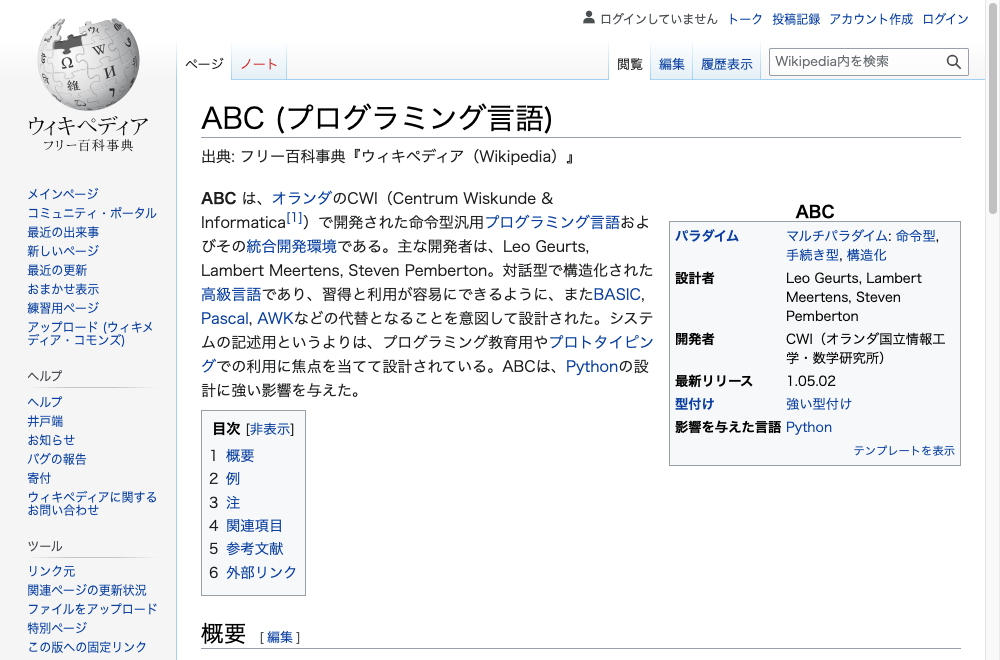 ログインしていません トーク 投稿記録 アカウント作成 ログイン
ページ ノート 閲覧 編集 履歴表示 Wikipedia内を検索
ウィキペディア
フリー百科事典
メインページ
コミュニティ・ポータル
最近の出来事
新しいページ
最近の更新
おまかせ表示
練習用ページ
アップロード (ウィキメ
ディア・コモンズ)
ヘルプ
ヘルプ
井戸端
お知らせ
バグの報告
寄付
ウィキペディアに関する
お問い合わせ
ツール
リンク元
関連ページの更新状況
ファイルをアップロード
特別ページ
この版への固定リンク
ABC (プログラミング言語)
出典: フリー百科事典『ウィキペディア（Wikipedia）』
ABC は、オランダのCWI（Centrum Wiskunde &
Informatica[1]）で開発された命令型汎用プログラミング言語およ
びその統合開発環境である。主な開発者は、Leo Geurts,
Lambert Meertens, Steven Pemberton。対話型で構造化された
高級言語であり、習得と利用が容易にできるように、またBASIC,
Pascal, AWKなどの代替となることを意図して設計された。システ
ムの記述用というよりは、プログラミング教育用やプロトタイピン
グでの利用に焦点を当てて設計されている。ABCは、Pythonの設
計に強い影響を与えた。
ABC
パラダイム マルチパラダイム: 命令型,
手続き型, 構造化
設計者 Leo Geurts, Lambert
Meertens, Steven
Pemberton
開発者 CWI（オランダ国立情報工
学・数学研究所）
最新リリース 1.05.02
型付け 強い型付け
影響を与えた言語 Python
テンプレートを表示
目次 [非表示]
1 概要
2 例
3 注
4 関連項目
5 参考文献
6 外部リンク
概要 [ 編集 ]